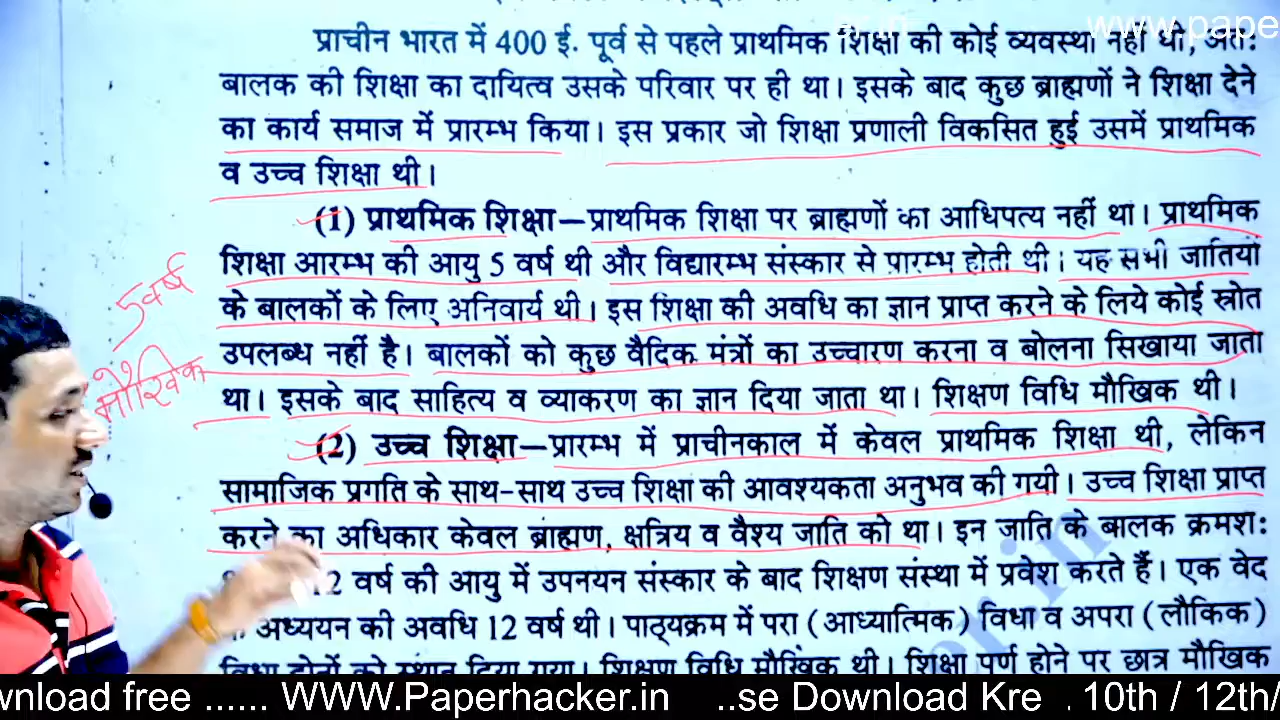 www.pape
प्राचीन भारत में 400 ई. पूर्व से पहले प्राथमिक शिक्षा की कोई व्यवस्था नहीं थी, अतः
बालक की शिक्षा का दायित्व उसके परिवार पर ही था। इसके बाद कुछ ब्राह्मणों ने शिक्षा देने
का कार्य समाज में प्रारम्भ किया। इस प्रकार जो शिक्षा प्रणाली विकसित हुई उसमें प्राथमिक
व उच्च शिक्षा थी।
(1) प्राथमिक शिक्षा—प्राथमिक शिक्षा पर ब्राह्मणों का आधिपत्य नहीं था। प्राथमिक
शिक्षा आरम्भ की आयु 5 वर्ष थी और विद्यारम्भ संस्कार से प्रारम्भ होती थी। यह सभी जातियों
के बालकों के लिए अनिवार्य थी। इस शिक्षा की अवधि का ज्ञान प्राप्त करने के लिये कोई स्रोत
उपलब्ध नहीं है। बालकों को कुछ वैदिक मंत्रों का उच्चारण करना व बोलना सिखाया जाता
था। इसके बाद साहित्य व व्याकरण का ज्ञान दिया जाता था। शिक्षण विधि मौखिक थी।
5 वर्ष
मौखिक
(2) उच्च शिक्षा—प्रारम्भ में प्राचीनकाल में केवल प्राथमिक शिक्षा थी, लेकिन
सामाजिक प्रगति के साथ-साथ उच्च शिक्षा की आवश्यकता अनुभव की गयी। उच्च शिक्षा प्राप्त
करने का अधिकार केवल ब्राह्मण, क्षत्रिय व वैश्य जाति को था। इन जाति के बालक क्रमशः
वर्ष की आयु में उपनयन संस्कार के बाद शिक्षण संस्था में प्रवेश करते हैं। एक वेद
अध्ययन की अवधि 12 वर्ष थी। पाठ्यक्रम में परा (आध्यात्मिक) विधा व अपरा (लौकिक)
विधा दोनों को स्थान दिया गया। शिक्षण विधि मौखिक थी। शिक्षा पूर्ण होने पर छात्र मौखिक
wnload free ...... WWW.Paperhacker.in ..se Download Kre . 10th / 12th/